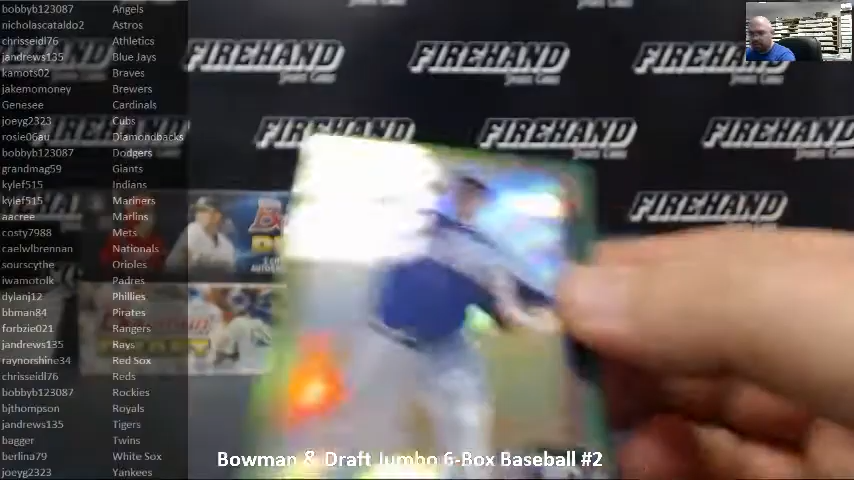 bobbyb123087 Angels
nicholascataldo2 Astros
chrisseidl76 Athletics
jandrews135 Blue Jays
kamots02 Braves
jakemomoney Brewers
Genesee Cardinals
joeyg2323 Cubs
rosie06au Diamondbacks
bobbyb123087 Dodgers
grandmag59 Giants
kylef515 Indians
kylef515 Mariners
aacree Marlins
costy7988 Mets
caelwlbrennan Nationals
sourscythe Orioles
iwamotolk Padres
dylanj12 Phillies
bbman84 Pirates
forbzie021 Rangers
jandrews135 Rays
raynorshine34 Red Sox
chrisseidl76 Reds
bobbyb123087 Rockies
bjthompson Royals
jandrews135 Tigers
bagger Twins
berlina79 White Sox
joeyg2323 Yankees
FIREHAND FIREHAND FIREHAND
FIREHAND FIREHAND FIREHAND
FIREHAND
Bowman & Draft Jumbo 6-Box Baseball #2